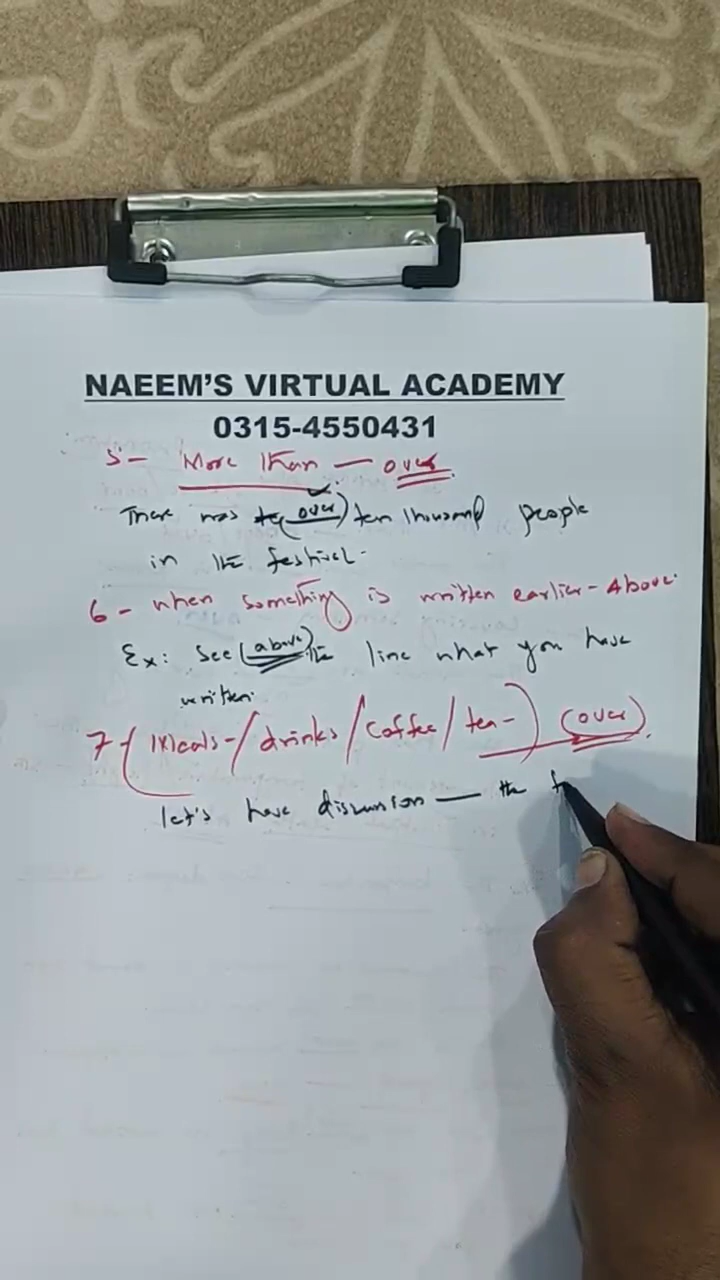 NAEEM'S VIRTUAL ACADEMY
0315-4550431
5- More than — over
There was (over) ten thousand people
in the festival-
6- when something is written earlier - Above
Ex: See (above) the line what you have
written.
7- Meals-/drinks/coffee/tea-) (over).
let's have discussion — the